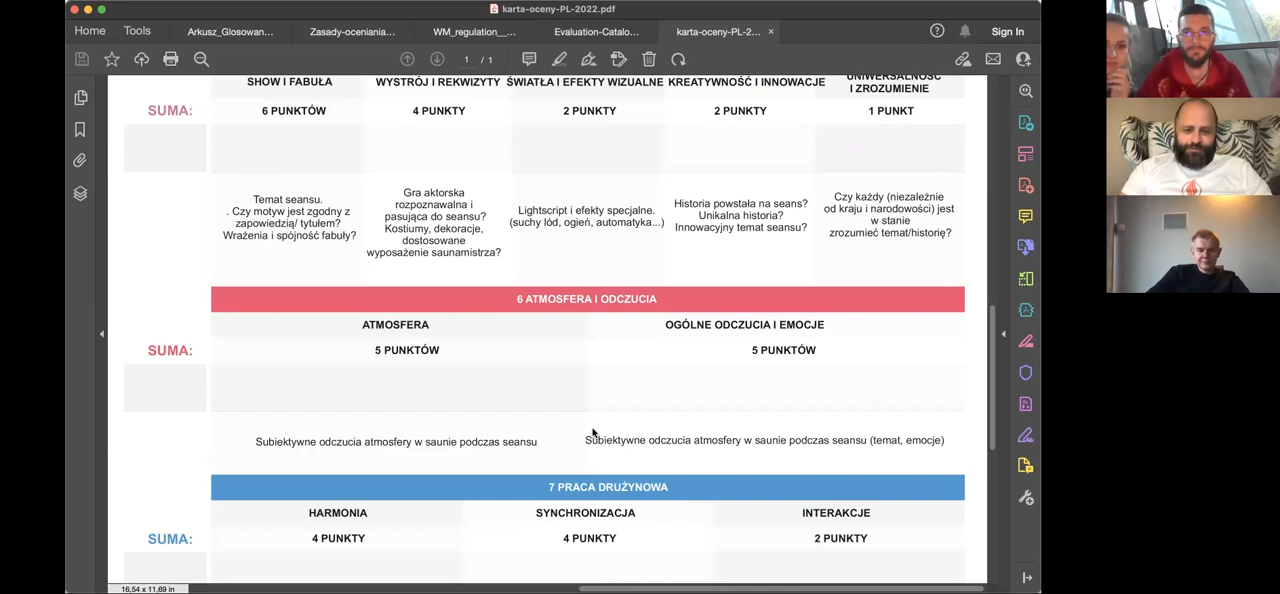 karta-oceny-PL-2022.pdf
Home
Tools
Arkusz_Glosowan...
Zasady-oceniania...
WM_regulation__...
Evaluation-Catalo...
karta-oceny-PL-2...
×
Sign In
1 / 1
SHOW I FABUŁA
WYSTRÓJ I REKWIZYTY
ŚWIATŁA I EFEKTY WIZUALNE
KREATYWNOŚĆ I INNOWACJE
UNIWERSALNOŚĆ
I ZROZUMIENIE
SUMA:
6 PUNKTÓW
4 PUNKTY
2 PUNKTY
2 PUNKTY
1 PUNKT
Temat seansu.
. Czy motyw jest zgodny z
zapowiedzią/ tytułem?
Wrażenia i spójność fabuły?
Gra aktorska
rozpoznawalna i
pasująca do seansu?
Kostiumy, dekoracje,
dostosowane
wyposażenie saunamistrza?
Lightscript i efekty specjalne.
(suchy lód, ogień, automatyka...)
Historia powstała na seans?
Unikalna historia?
Innowacyjny temat seansu?
Czy każdy (niezależnie
od kraju i narodowości) jest
w stanie
zrozumieć temat/historię?
6 ATMOSFERA I ODCZUCIA
ATMOSFERA
OGÓLNE ODCZUCIA I EMOCJE
SUMA:
5 PUNKTÓW
5 PUNKTÓW
Subiektywne odczucia atmosfery w saunie podczas seansu
Subiektywne odczucia atmosfery w saunie podczas seansu (temat, emocje)
7 PRACA DRUŻYNOWA
HARMONIA
SYNCHRONIZACJA
INTERAKCJE
SUMA:
4 PUNKTY
4 PUNKTY
2 PUNKTY
16,54 x 11,69 in